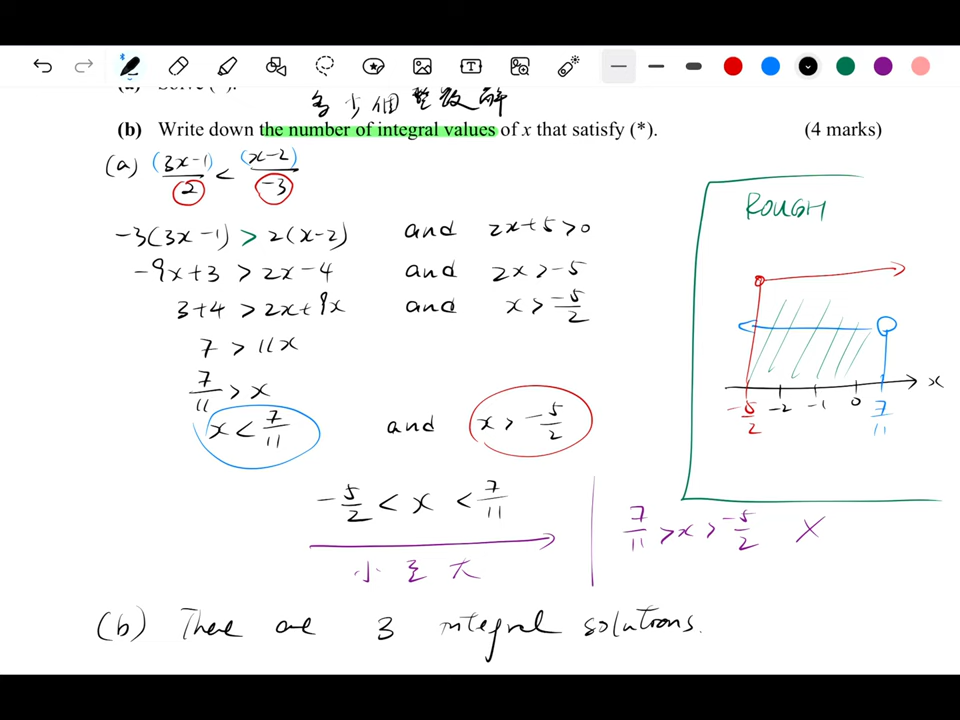 (a) Solve (*).
多少個整數解
(b) Write down the number of integral values of x that satisfy (*). (4 marks)
(a) (3x-1)/2 < (x-2)/-3
-3(3x-1) > 2(x-2) and 2x+5>0
-9x+3 > 2x-4 and 2x>-5
3+4 > 2x+9x and x > -5/2
7 > 11x
7/11 > x
x < 7/11 and x > -5/2
-5/2 < x < 7/11
小至大
7/11 > x > -5/2 X
ROUGH
-5/2 -2 -1 0 7/11 x
(b) There are 3 integral solutions.